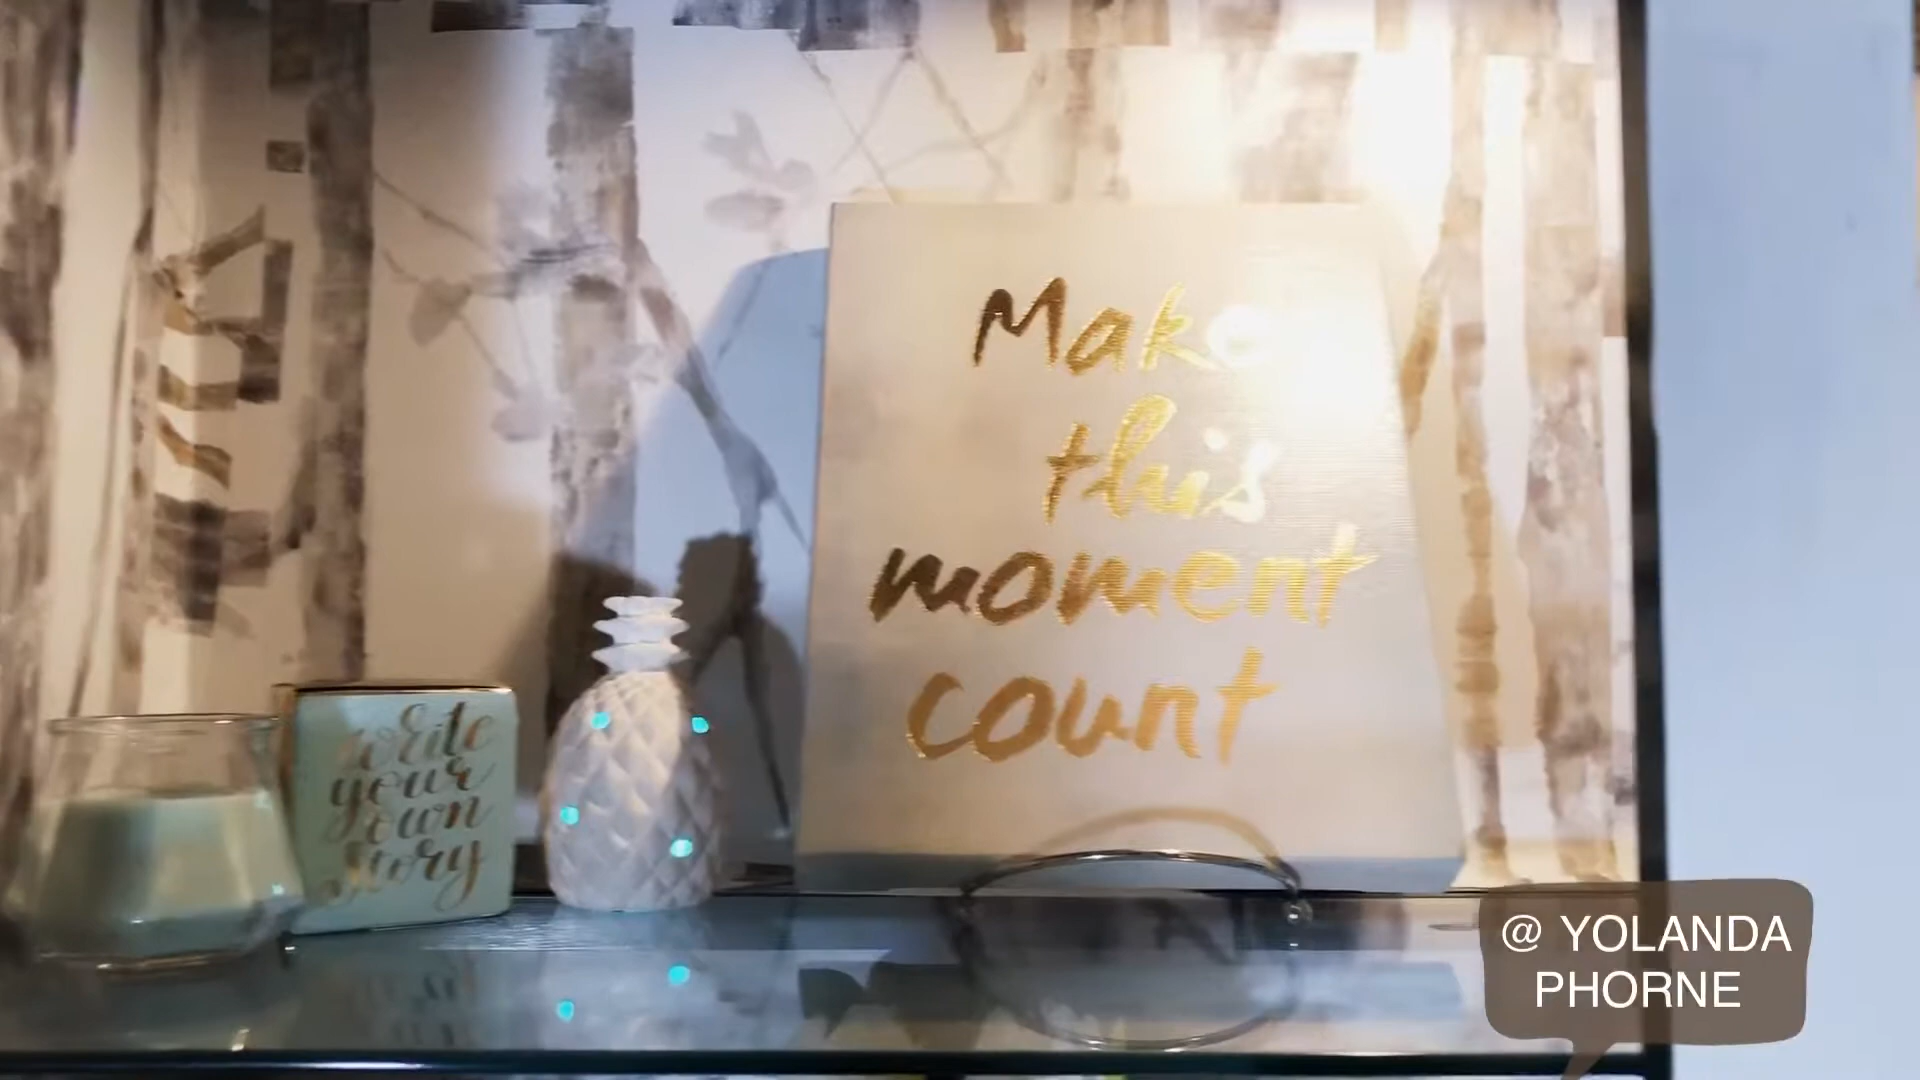 Make
this
moment
count
write
your
own
story
@ YOLANDA
PHORNE